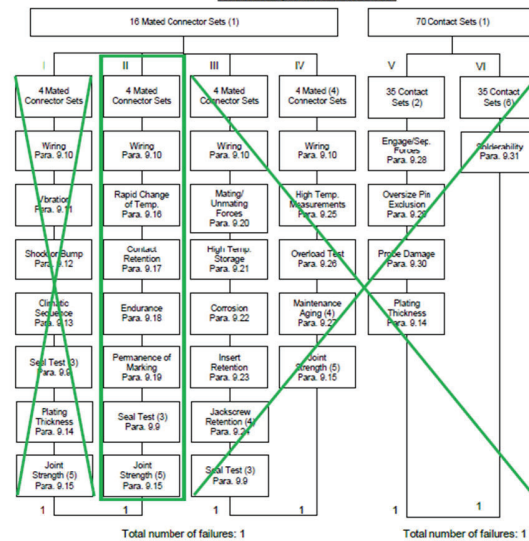 16 Mated Connector Sets (1)
70 Contact Sets (1)
I
II
III
IV
V
VI
4 Mated
Connector Sets
4 Mated
Connector Sets
4 Mated
Connector Sets
4 Mated (4)
Connector Sets
35 Contact
Sets (2)
35 Contact
Sets (6)
Wiring
Para. 9.10
Wiring
Para. 9.10
Wiring
Para. 9.10
Wiring
Para. 9.10
Engage/Sep.
Forces
Para. 9.28
Solderability
Para. 9.31
Vibration
Para. 9.11
Rapid Change
of Temp.
Para. 9.16
Mating/
Unmating
Forces
Para. 9.20
High Temp.
Measurements
Para. 9.25
Oversize Pin
Exclusion
Para. 9.29
Shock or Bump
Para. 9.12
Contact
Retention
Para. 9.17
High Temp.
Storage
Para. 9.21
Overload Test
Para. 9.26
Probe Damage
Para. 9.30
Climatic
Sequence
Para. 9.13
Endurance
Para. 9.18
Corrosion
Para. 9.22
Maintenance
Aging (4)
Para. 9.27
Plating
Thickness
Para. 9.14
Seal Test (3)
Para. 9.9
Permanence of
Marking
Para. 9.19
Insert
Retention
Para. 9.23
Joint
Strength (5)
Para. 9.15
Plating
Thickness
Para. 9.14
Seal Test (3)
Para. 9.9
Jackscrew
Retention (4)
Para. 9.24
Joint
Strength (5)
Para. 9.15
Joint
Strength (5)
Para. 9.15
Seal Test (3)
Para. 9.9
1
1
1
1
1
1
Total number of failures: 1
Total number of failures: 1